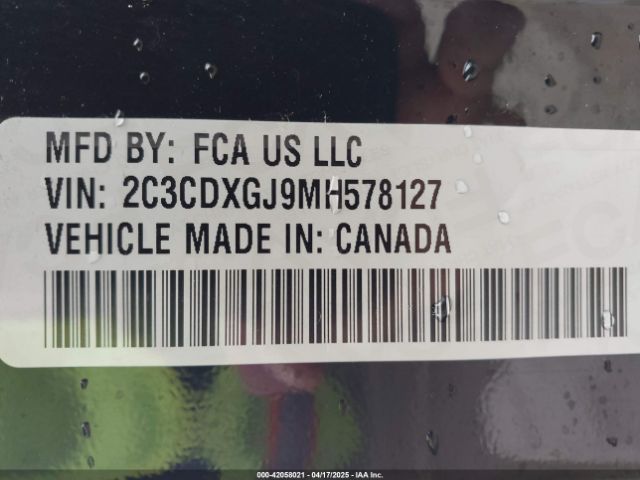 MFD BY: FCA US LLC
VIN: 2C3CDXGJ9MH578127
VEHICLE MADE IN: CANADA
000-42058021 - 04/17/2025 - IAA Inc.